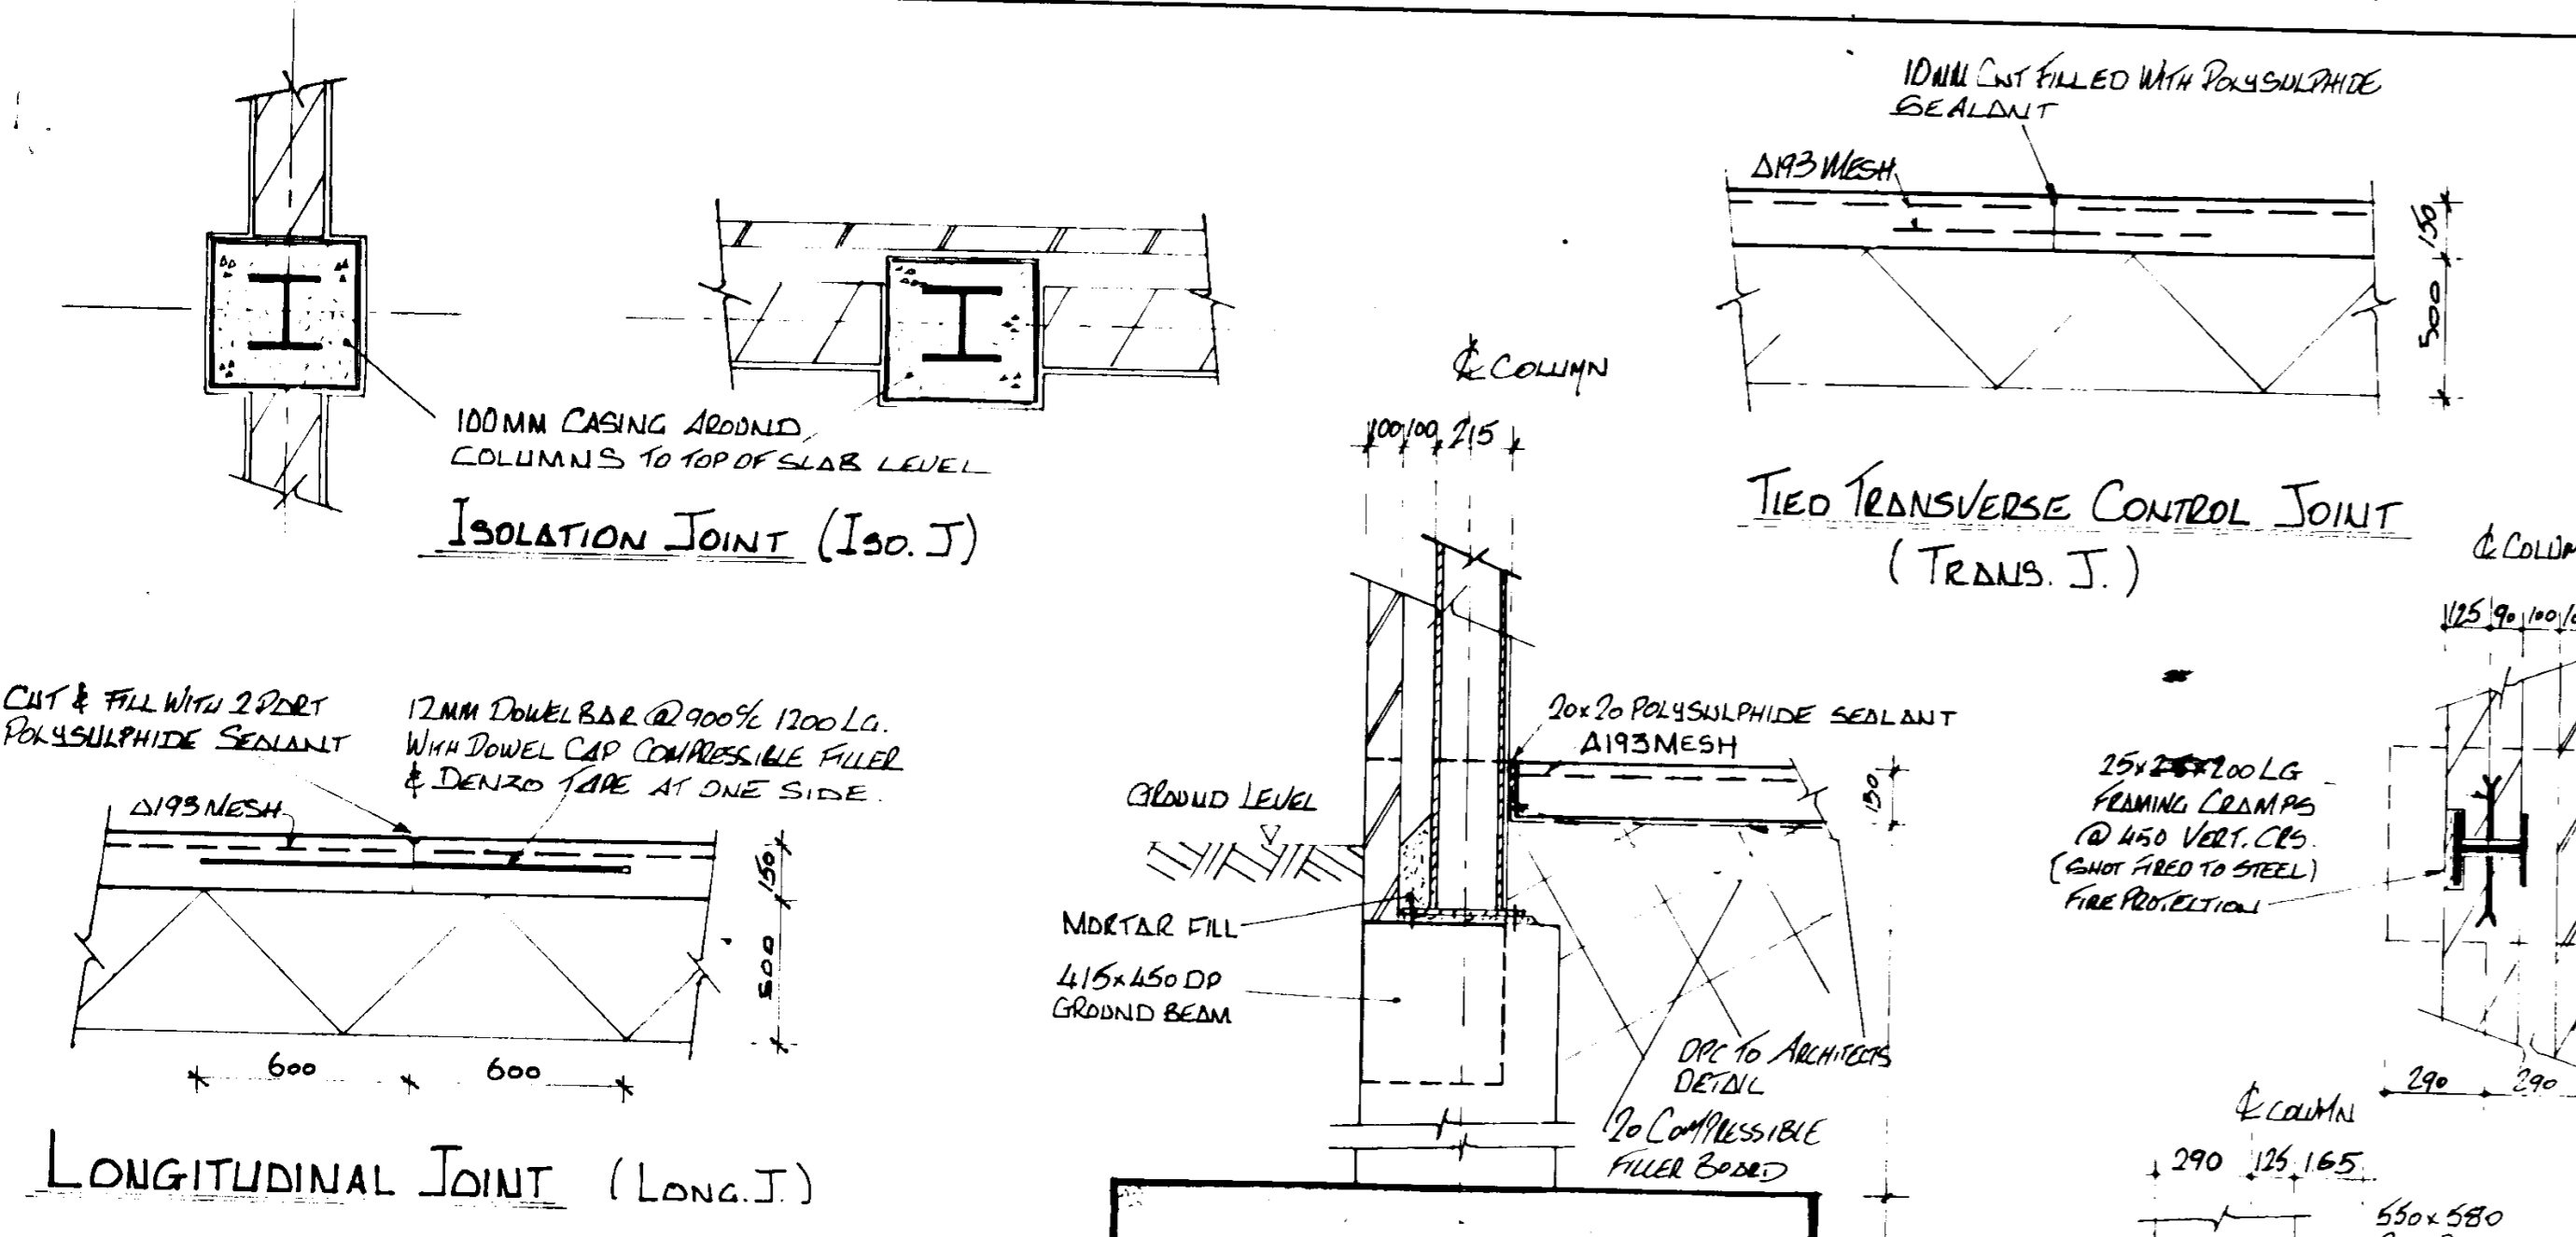 10MM CUT FILLED WITH POLYSULPHIDE
SEALANT
A193 MESH
150
500
TIED TRANSVERSE CONTROL JOINT
(TRANS. J.)
100MM CASING AROUND
COLUMNS TO TOP OF SLAB LEVEL
ISOLATION JOINT (ISO. J)
℄ COLUMN
100 100 215
CUT & FILL WITH 2 PART
POLYSULPHIDE SEALANT
12MM DOWEL BAR @ 900 c/c 1200 LG.
WITH DOWEL CAP COMPRESSIBLE FILLER
& DENZO TAPE AT ONE SIDE.
A193 MESH
150
500
600 600
LONGITUDINAL JOINT (LONG. J.)
20x20 POLYSULPHIDE SEALANT
A193 MESH
150
GROUND LEVEL
MORTAR FILL
415x450 DP
GROUND BEAM
DPC TO ARCHITECTS
DETAIL
20 COMPRESSIBLE
FILLER BOARD
℄ COLUM
125 90 100
25x 200 LG
FRAMING CRAMPS
@ 450 VERT. CRS.
(SHOT FIRED TO STEEL)
FIRE PROTECTION
290 290
℄ COLUMN
290 125 165
550x580